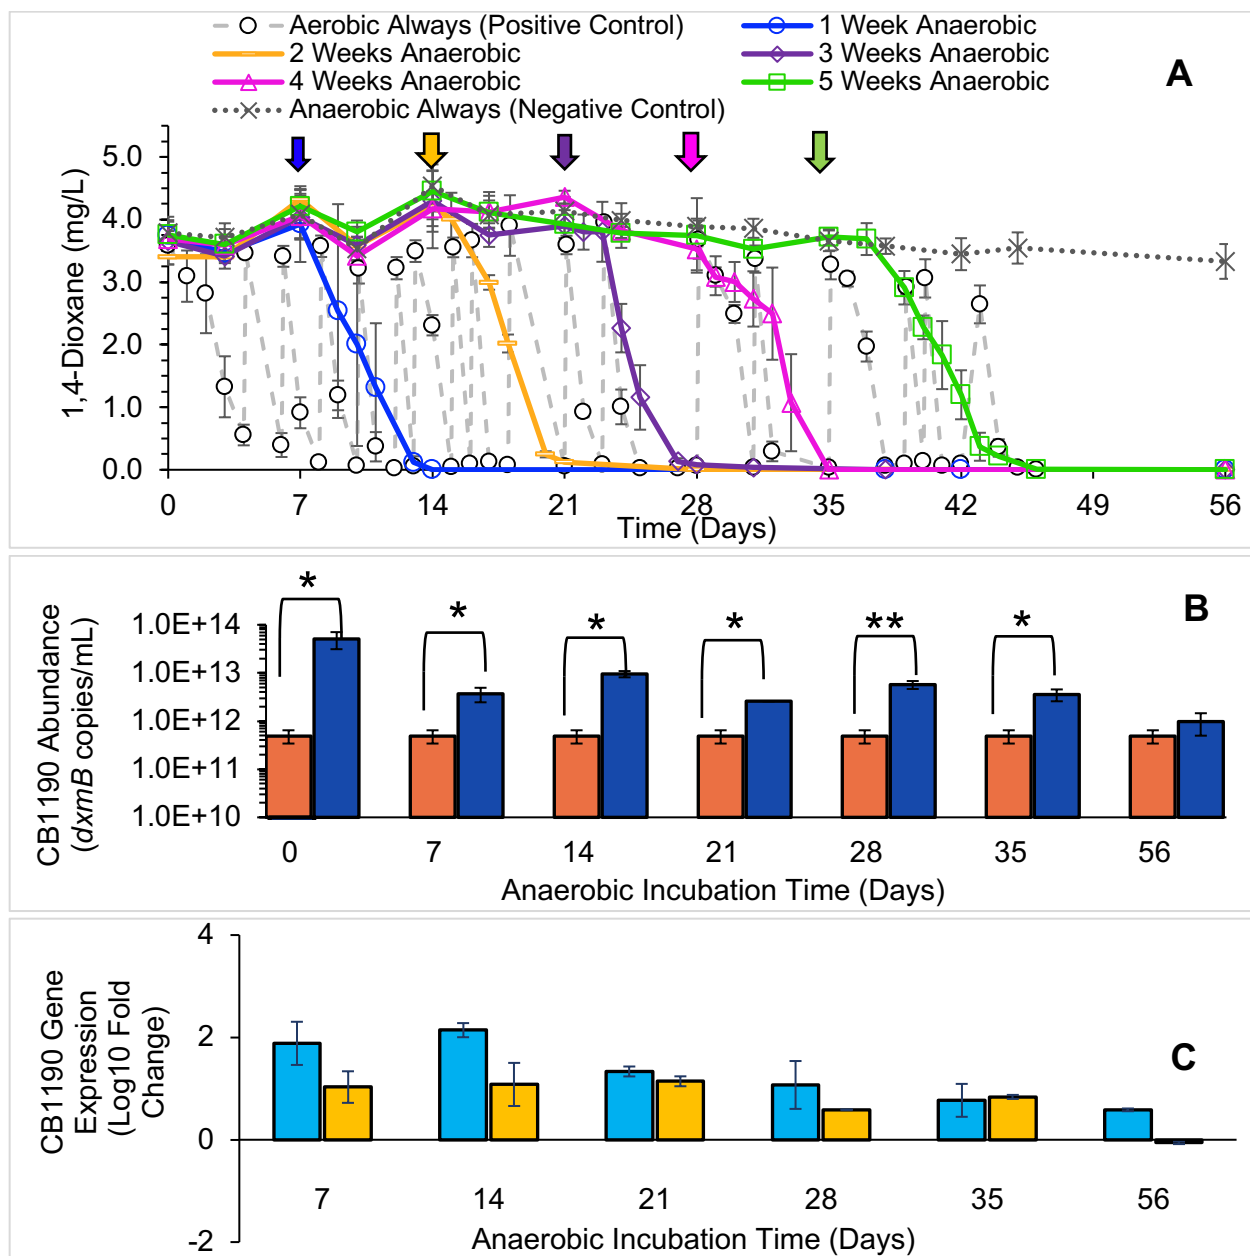 Aerobic Always (Positive Control)
1 Week Anaerobic
2 Weeks Anaerobic
3 Weeks Anaerobic
4 Weeks Anaerobic
5 Weeks Anaerobic
Anaerobic Always (Negative Control)
A
1,4-Dioxane (mg/L)
5.0
4.0
3.0
2.0
1.0
0.0
0 7 14 21 28 35 42 49 56
Time (Days)
B
CB1190 Abundance
(dxmB copies/mL)
1.0E+14
1.0E+13
1.0E+12
1.0E+11
1.0E+10
* * * * ** *
0 7 14 21 28 35 56
Anaerobic Incubation Time (Days)
C
CB1190 Gene
Expression
(Log10 Fold
Change)
4
2
0
-2
7 14 21 28 35 56
Anaerobic Incubation Time (Days)